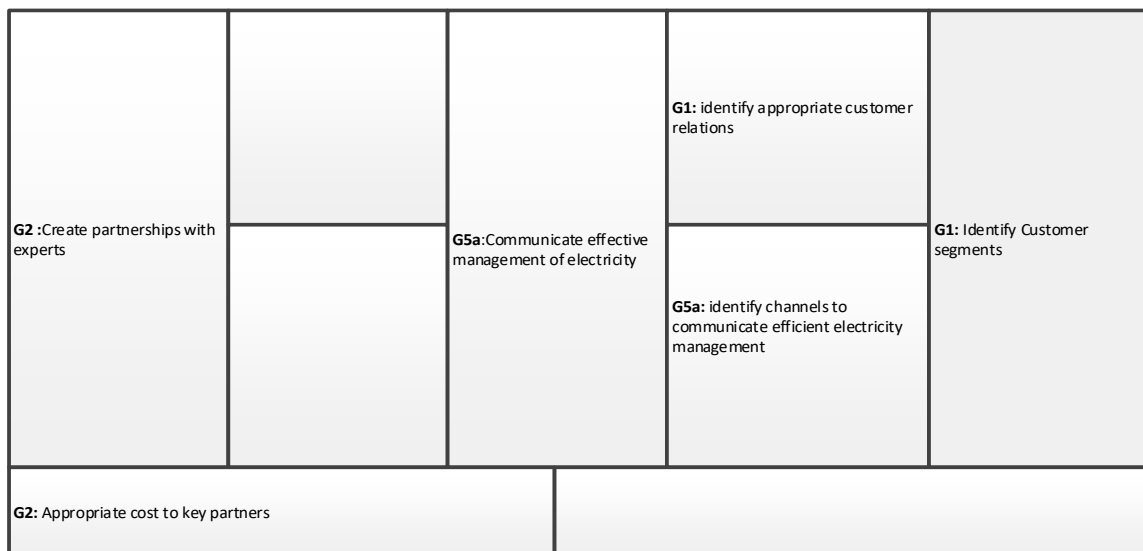 G1: identify appropriate customer
relations
G2 :Create partnerships with
experts
G5a:Communicate effective
management of electricity
G1: Identify Customer
segments
G5a: identify channels to
communicate efficient electricity
management
G2: Appropriate cost to key partners